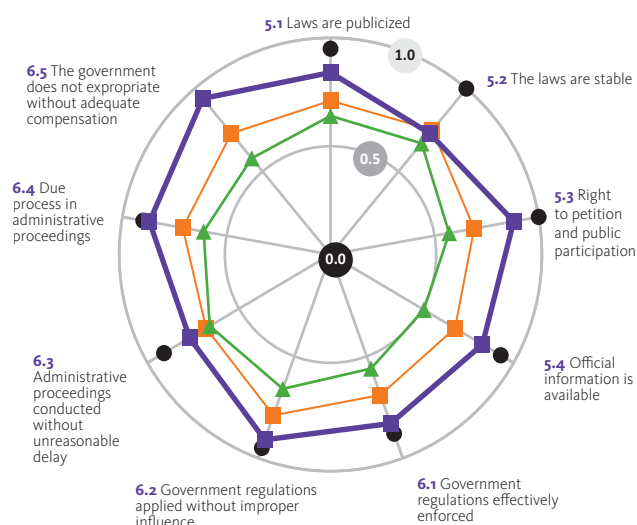 5.1 Laws are publicized
1.0
5.2 The laws are stable
6.5 The government
does not expropriate
without adequate
compensation
0.5
6.4 Due
process in
administrative
proceedings
5.3 Right
to petition
and public
participation
0.0
6.3
Administrative
proceedings
conducted
without
unreasonable
delay
5.4 Official
information is
available
6.2 Government regulations
applied without improper
influence
6.1 Government
regulations effectively
enforced